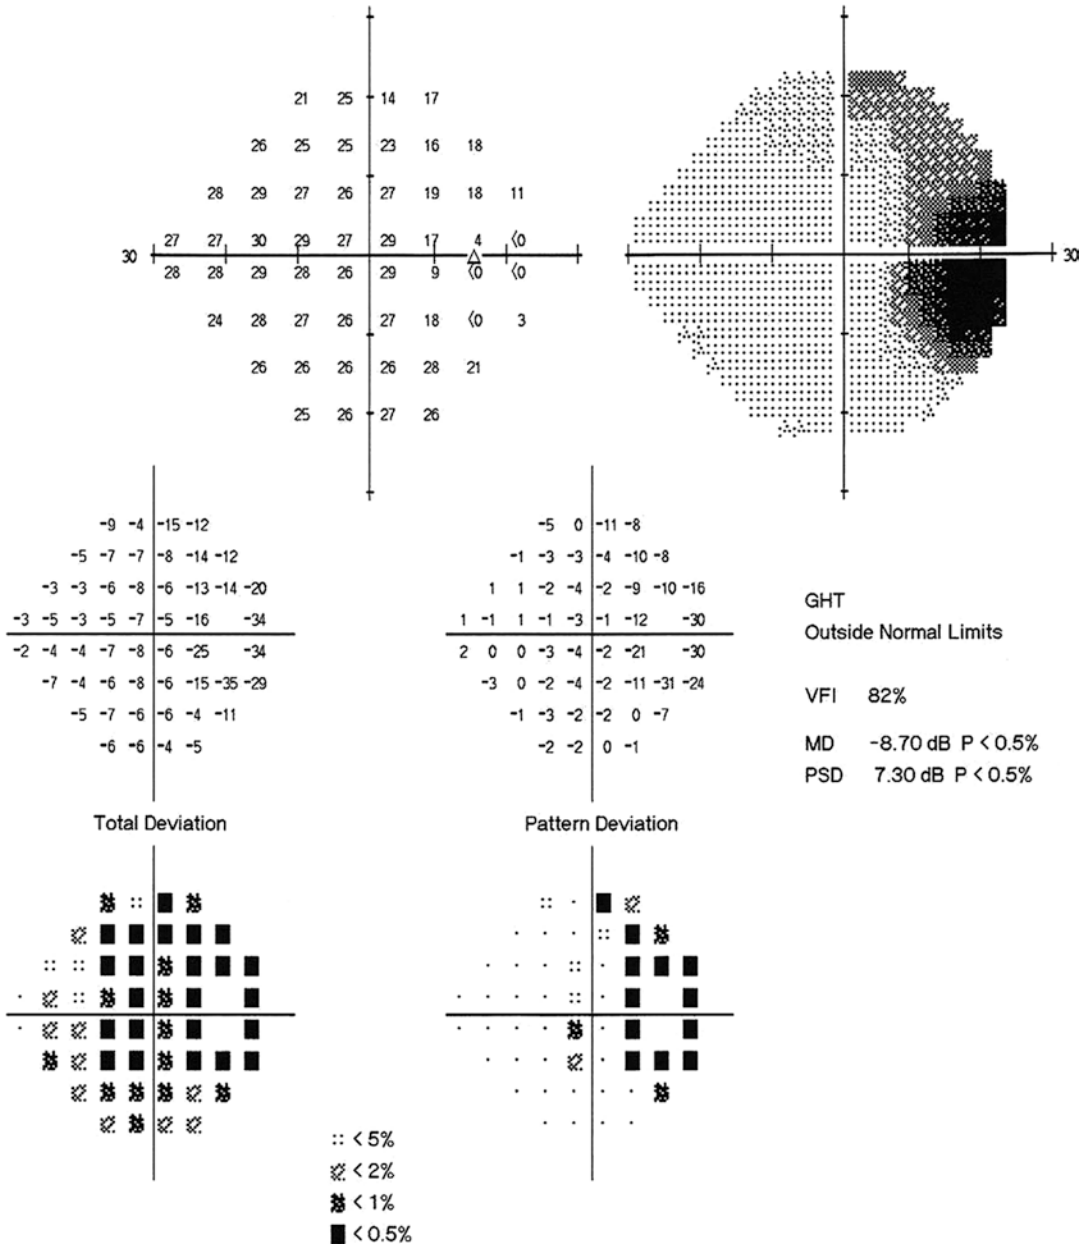 21 25 14 17
26 25 25 23 16 18
28 29 27 26 27 19 18 11
27 27 30 29 27 29 17 4 <0
30 30
28 28 29 28 26 29 9 <0 <0
24 28 27 26 27 18 <0 3
26 26 26 26 28 21
25 26 27 26
-9 -4 -15 -12
-5 -7 -7 -8 -14 -12
-3 -3 -6 -8 -6 -13 -14 -20
-3 -5 -3 -5 -7 -5 -16 -34
-2 -4 -4 -7 -8 -6 -25 -34
-7 -4 -6 -8 -6 -15 -35 -29
-5 -7 -6 -6 -4 -11
-6 -6 -4 -5
Total Deviation
-5 0 -11 -8
-1 -3 -3 -4 -10 -8
1 1 -2 -4 -2 -9 -10 -16
1 -1 1 -1 -3 -1 -12 -30
2 0 0 -3 -4 -2 -21 -30
-3 0 -2 -4 -2 -11 -31 -24
-1 -3 -2 -2 0 -7
-2 -2 0 -1
Pattern Deviation
GHT
Outside Normal Limits
VFI 82%
MD -8.70 dB P < 0.5%
PSD 7.30 dB P < 0.5%
< 5%
< 2%
< 1%
< 0.5%